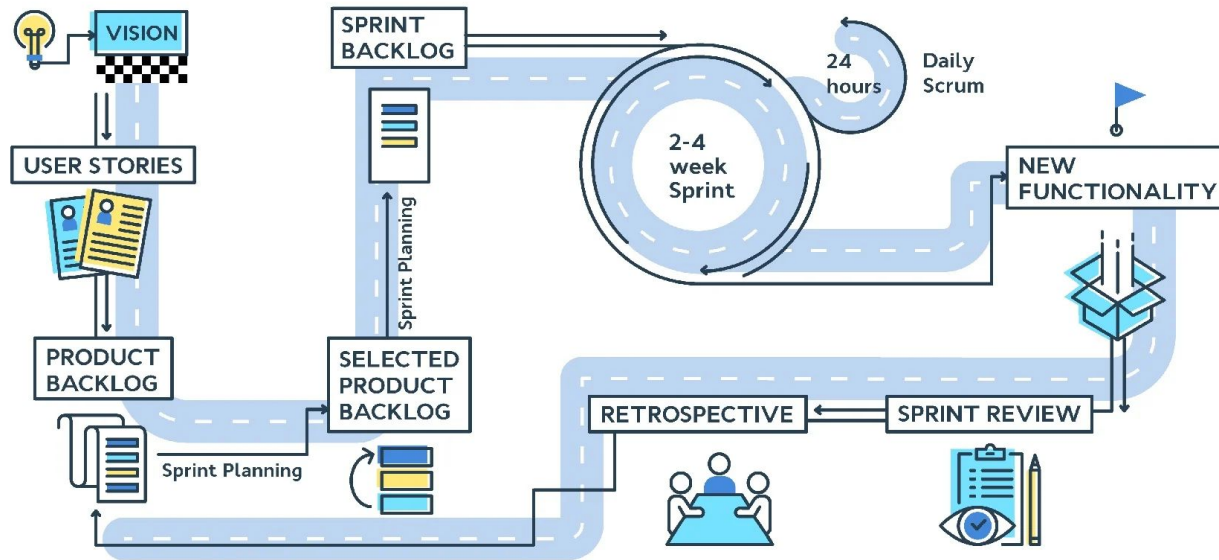 VISION
USER STORIES
PRODUCT
BACKLOG
Sprint Planning
SELECTED
PRODUCT
BACKLOG
Sprint Planning
SPRINT
BACKLOG
2-4
week
Sprint
24
hours
Daily
Scrum
NEW
FUNCTIONALITY
SPRINT REVIEW
RETROSPECTIVE